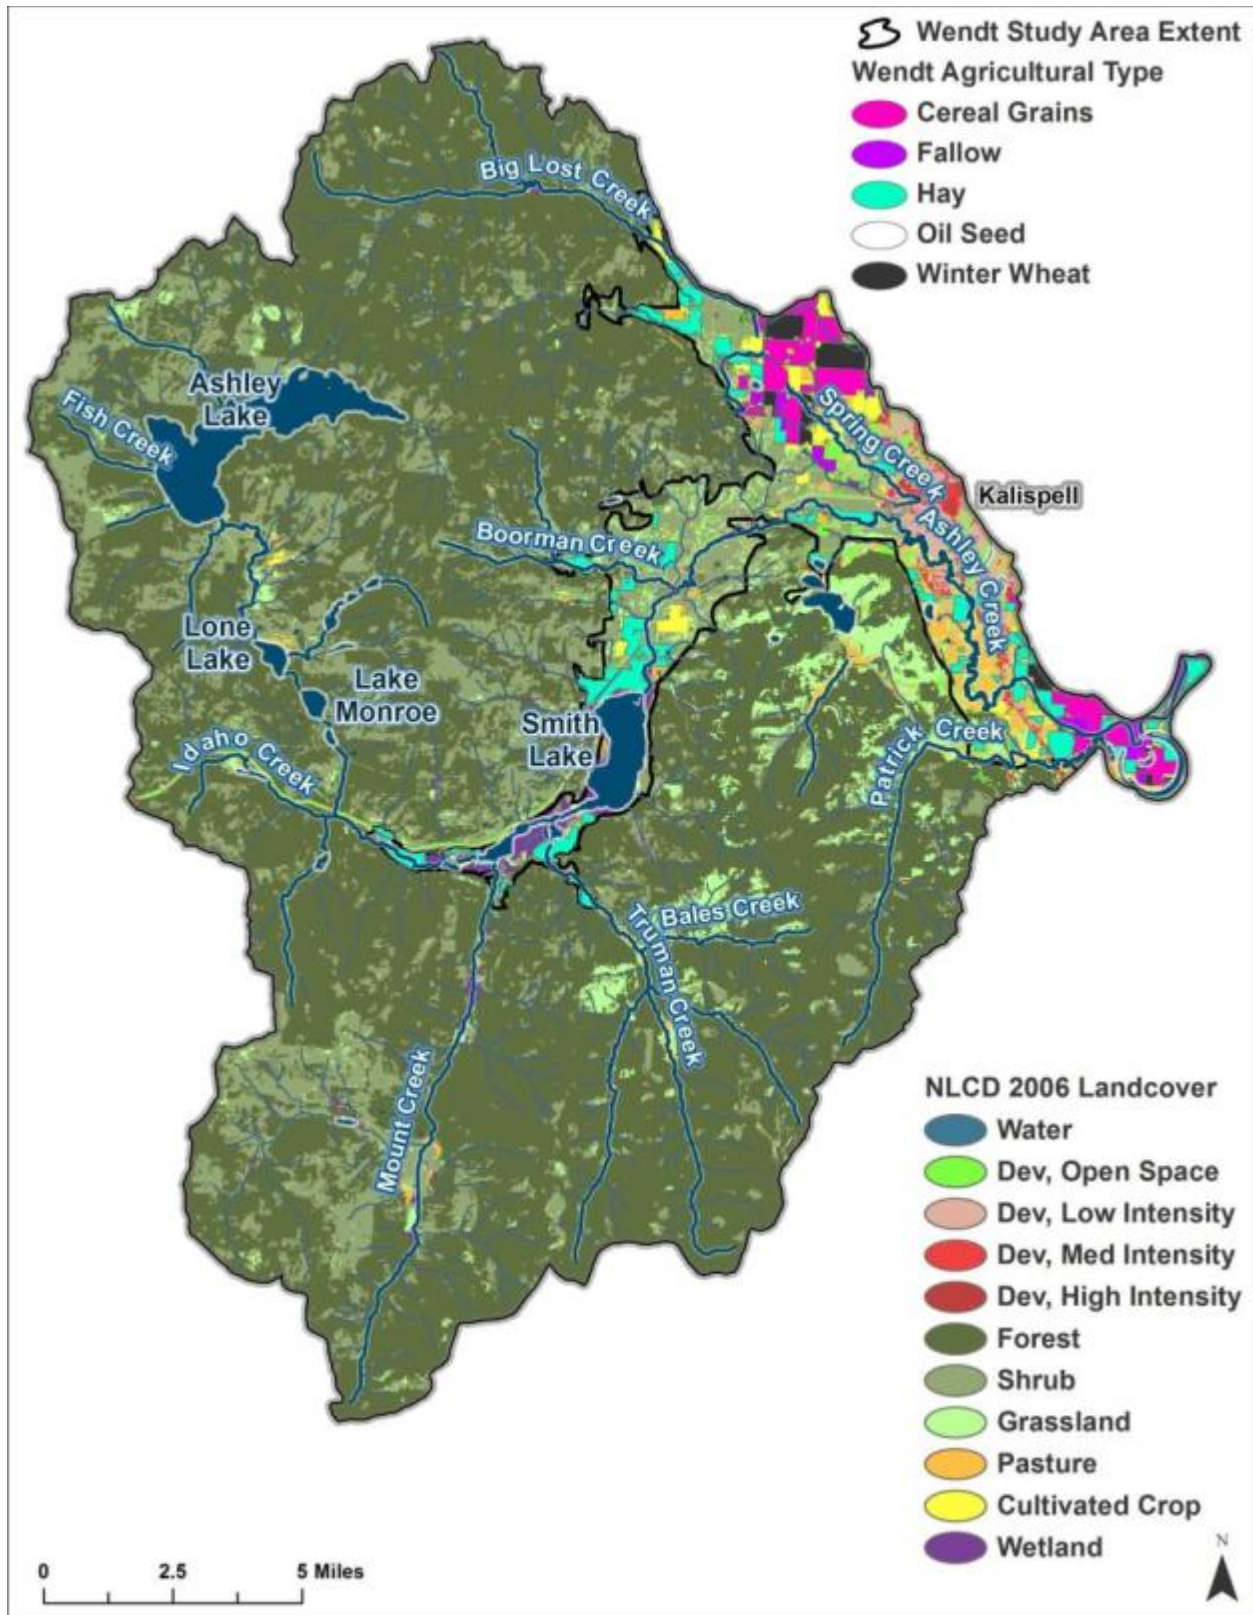 Wendt Study Area Extent
Wendt Agricultural Type
Cereal Grains
Fallow
Hay
Oil Seed
Winter Wheat
Big Lost Creek
Ashley
Lake
Fish Creek
Spring Creek
Kalispell
Ashley Creek
Boorman Creek
Lone
Lake
Lake
Monroe
Smith
Lake
Idaho Creek
Patrick Creek
Bales Creek
Truman Creek
Mount Creek
NLCD 2006 Landcover
Water
Dev, Open Space
Dev, Low Intensity
Dev, Med Intensity
Dev, High Intensity
Forest
Shrub
Grassland
Pasture
Cultivated Crop
Wetland
N
0 2.5 5 Miles